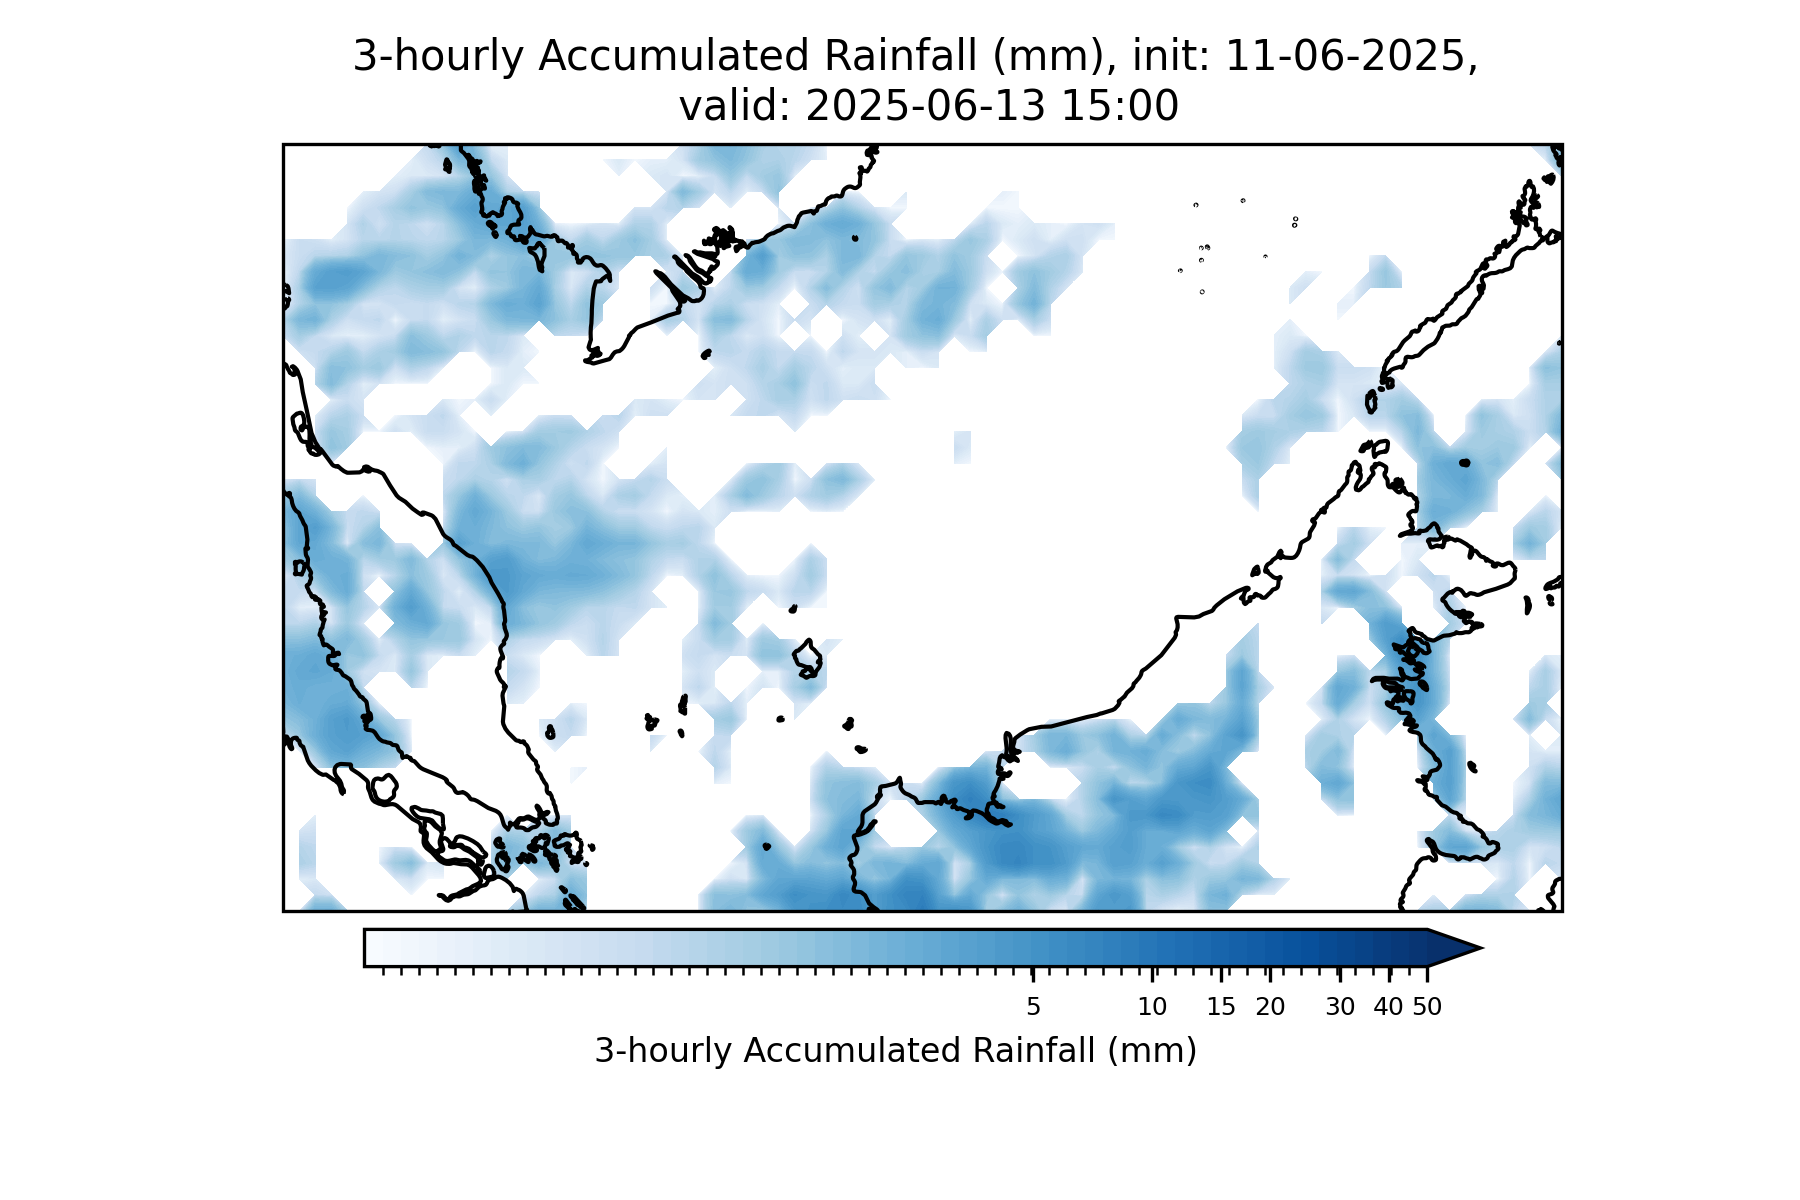 3-hourly Accumulated Rainfall (mm), init: 11-06-2025,
valid: 2025-06-13 15:00
5 10 15 20 30 40 50
3-hourly Accumulated Rainfall (mm)